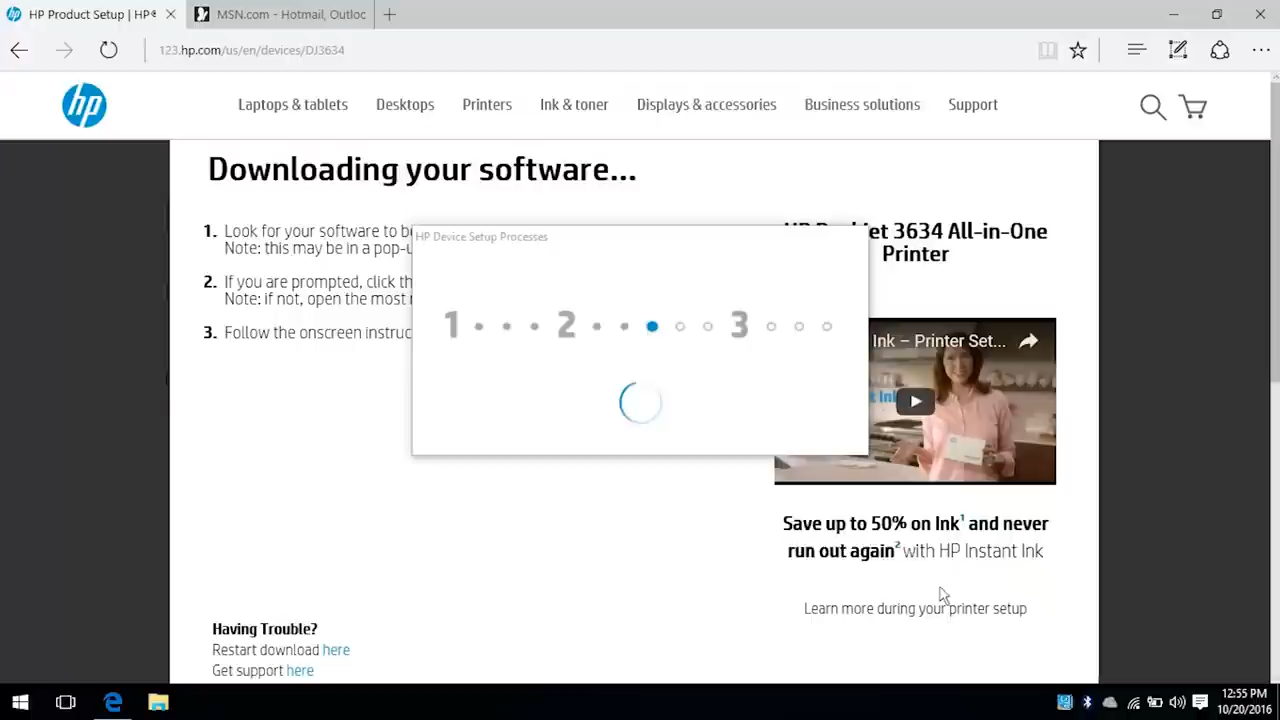 HP Product Setup | HP®
MSN.com - Hotmail, Outloc
123.hp.com/us/en/devices/DJ3634
hp
Laptops & tablets
Desktops
Printers
Ink & toner
Displays & accessories
Business solutions
Support
Downloading your software...
1. Look for your software to b
Note: this may be in a pop-u
2. If you are prompted, click th
Note: if not, open the most
3. Follow the onscreen instruc
HP Device Setup Processes
1 2 3
HP DeskJet 3634 All-in-One
Printer
Ink – Printer Set...
Save up to 50% on Ink¹ and never
run out again² with HP Instant Ink
Learn more during your printer setup
Having Trouble?
Restart download here
Get support here
12:55 PM
10/20/2016